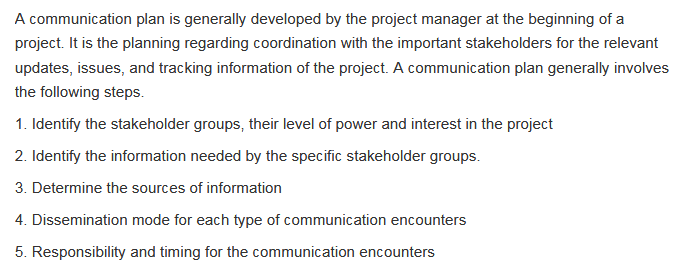 A communication plan is generally developed by the project manager at the beginning of a
project. It is the planning regarding coordination with the important stakeholders for the relevant
updates, issues, and tracking information of the project. A communication plan generally involves
the following steps.
1. Identify the stakeholder groups, their level of power and interest in the project
2. Identify the information needed by the specific stakeholder groups.
3. Determine the sources of information
4. Dissemination mode for each type of communication encounters
5. Responsibility and timing for the communication encounters